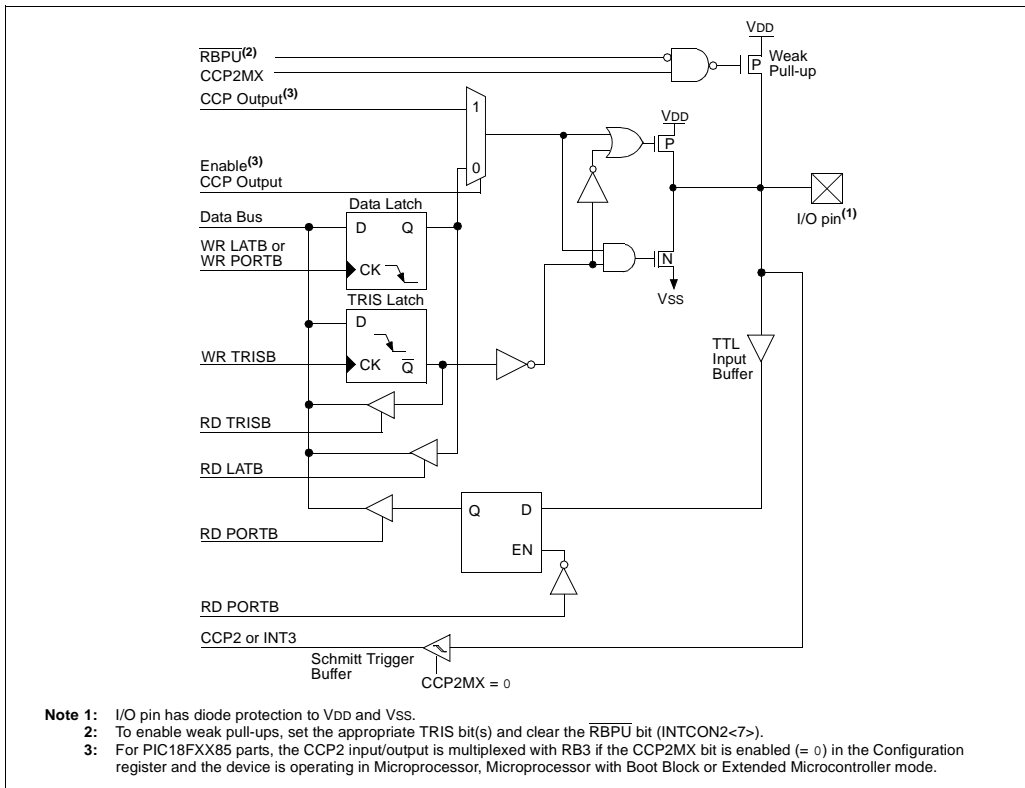 VDD
RBPU(2)
Weak
Pull-up
P
CCP2MX
CCP Output(3)
1
VDD
P
0
Enable(3)
CCP Output
I/O pin(1)
Data Bus
Data Latch
D Q
WR LATB or
WR PORTB
CK
N
VSS
TRIS Latch
D
TTL
Input
Buffer
WR TRISB
CK Q
RD TRISB
RD LATB
Q D
RD PORTB
EN
RD PORTB
CCP2 or INT3
Schmitt Trigger
Buffer
CCP2MX = 0
Note 1: I/O pin has diode protection to VDD and VSS.
2: To enable weak pull-ups, set the appropriate TRIS bit(s) and clear the RBPU bit (INTCON2<7>).
3: For PIC18FXX85 parts, the CCP2 input/output is multiplexed with RB3 if the CCP2MX bit is enabled (= 0) in the Configuration
register and the device is operating in Microprocessor, Microprocessor with Boot Block or Extended Microcontroller mode.